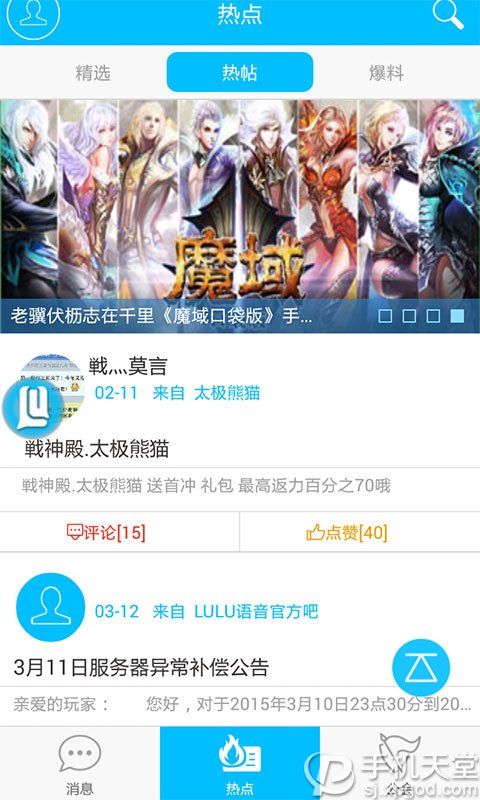 热点
精选
热帖
爆料
魔域
老骥伏枥志在千里《魔域口袋版》手...
戦灬莫言
02-11 来自 太极熊猫
戦神殿.太极熊猫
戦神殿.太极熊猫 送首冲 礼包 最高返力百分之70哦
评论[15]
点赞[40]
03-12 来自 LULU语音官方吧
3月11日服务器异常补偿公告
亲爱的玩家： 您好，对于2015年3月10日23点30分到20...
消息
热点
公会
手机天堂